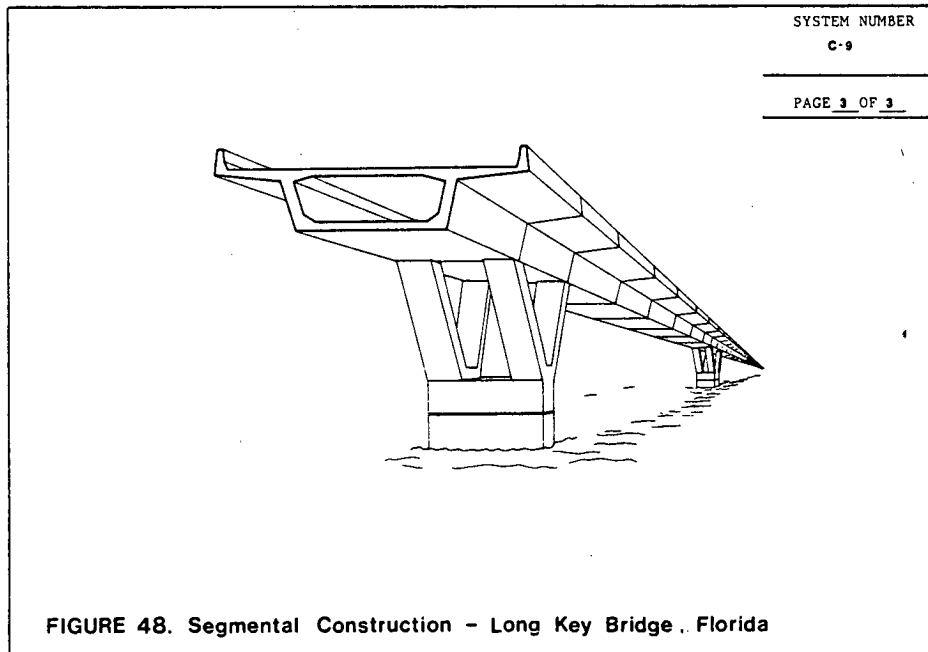 SYSTEM NUMBER
C-9
PAGE 3 OF 3
FIGURE 48. Segmental Construction - Long Key Bridge, Florida